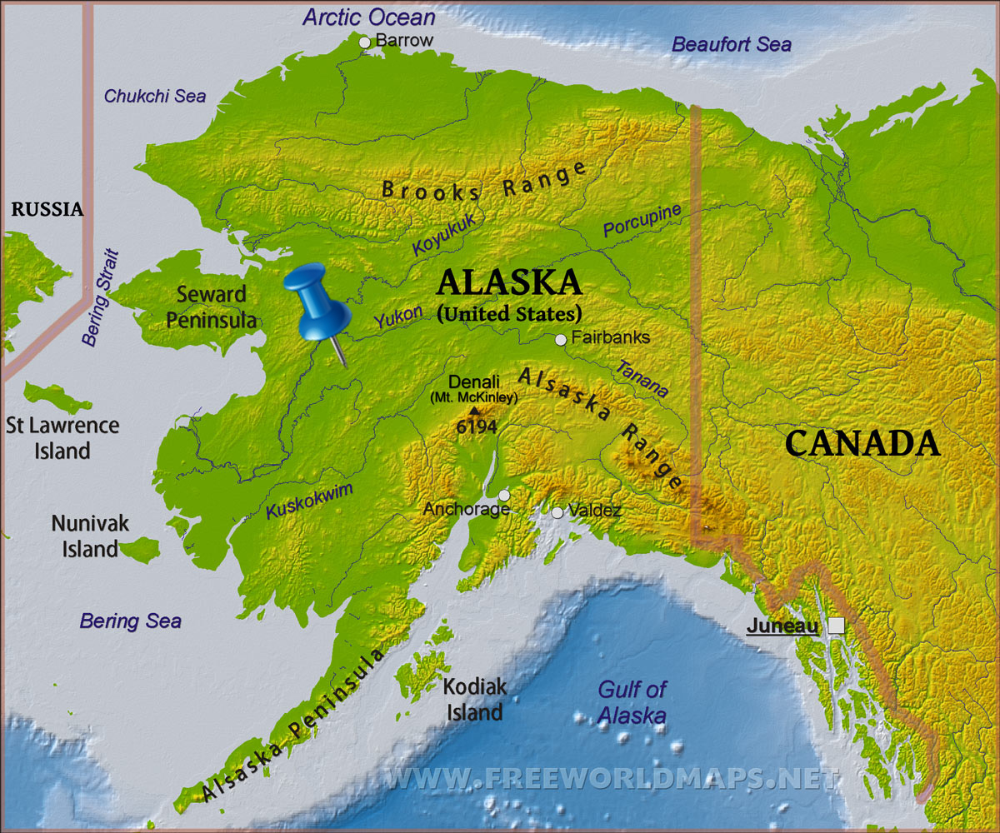 Arctic Ocean
Barrow
Beaufort Sea
Chukchi Sea
Brooks Range
RUSSIA
Porcupine
Koyukuk
Bering Strait
ALASKA
(United States)
Seward
Peninsula
Yukon
Fairbanks
Tanana
Denali
(Mt. McKinley)
6194
Alsaska Range
St Lawrence
Island
CANADA
Kuskokwim
Anchorage
Valdez
Nunivak
Island
Bering Sea
Juneau
Alsaska Peninsula
Kodiak
Island
Gulf of
Alaska
WWW.FREEWORLDMAPS.NET